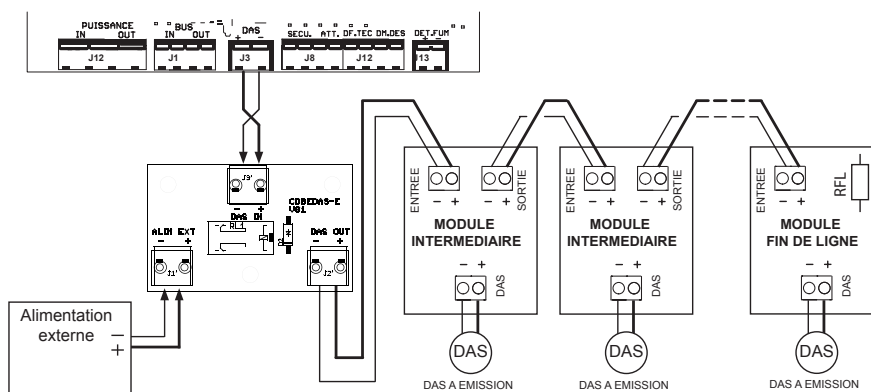 PUISSANCE BUS DAS SECU. ATT. DF.TEC DM.DES DET.FUM
IN OUT IN OUT + - + -
J12 J1 J3 J8 J12 J13
J3'
- +
DAS IN
CDBEDAS-E
V01
RL1
ALIM EXT
- +
J1'
DAS OUT
- +
J2'
Alimentation
externe
-
+
ENTREE
- +
SORTIE
- +
MODULE
INTERMEDIAIRE
- +
DAS
DAS
DAS A EMISSION
ENTREE
- +
SORTIE
- +
MODULE
INTERMEDIAIRE
- +
DAS
DAS
DAS A EMISSION
ENTREE
- +
RFL
MODULE
FIN DE LIGNE
- +
DAS
DAS
DAS A EMISSION